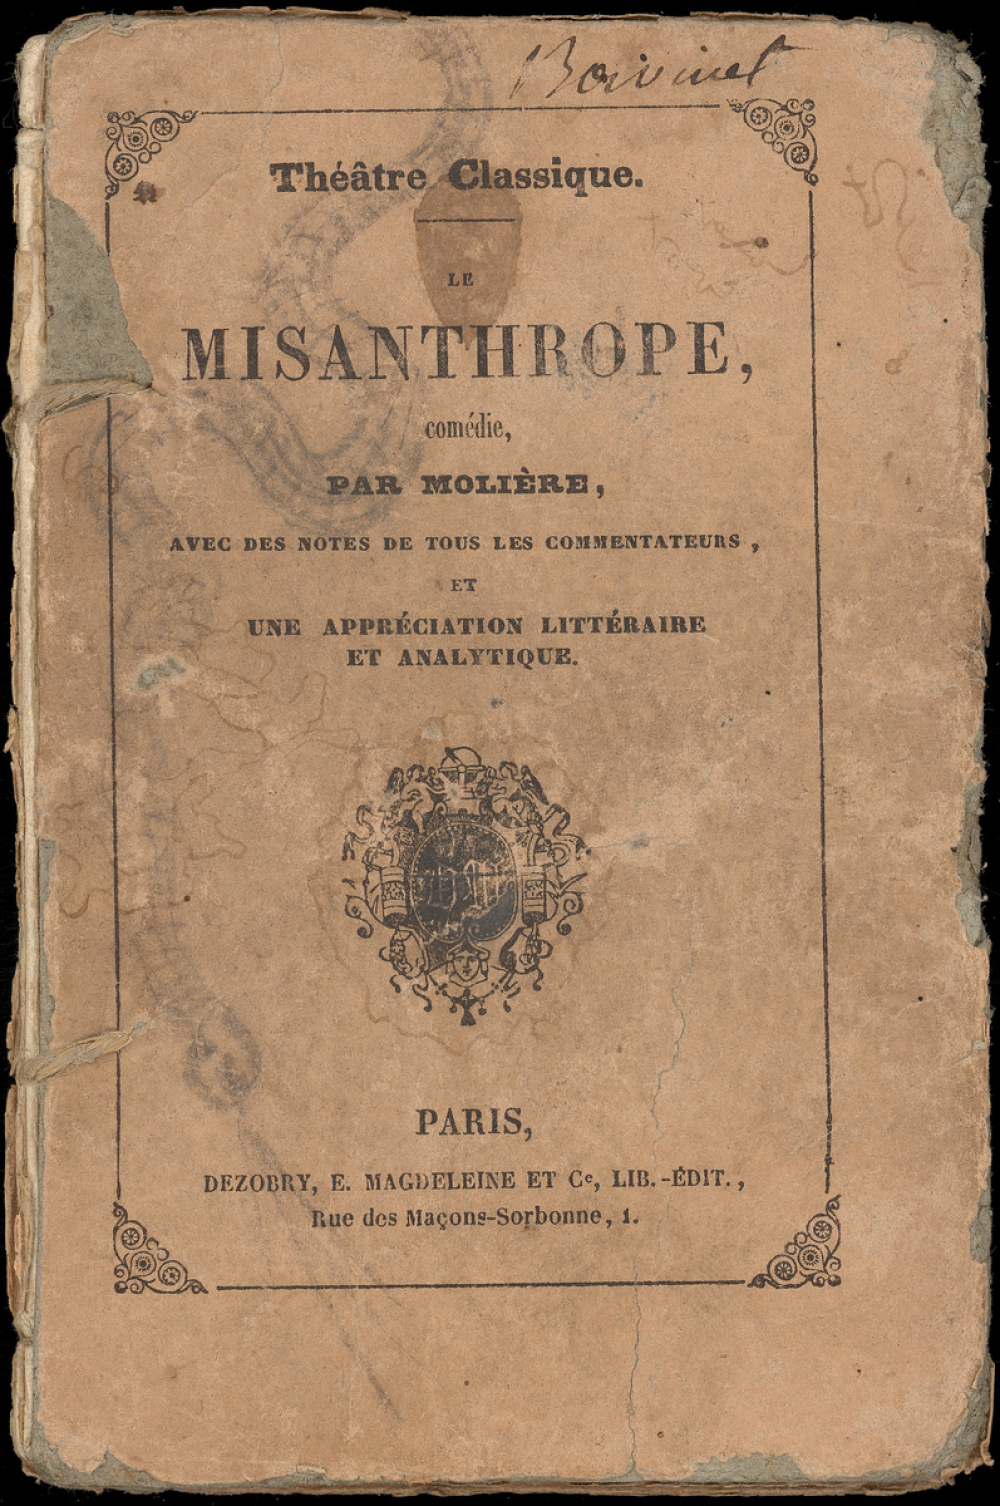 Boivinet
Théâtre Classique.
LE
MISANTHROPE,
comédie,
PAR MOLIÈRE,
AVEC DES NOTES DE TOUS LES COMMENTATEURS,
ET
UNE APPRÉCIATION LITTÉRAIRE
ET ANALYTIQUE.
PARIS,
DEZOBRY, E. MAGDELEINE ET Cᵉ, LIB.-ÉDIT.,
Rue des Maçons-Sorbonne, 1.